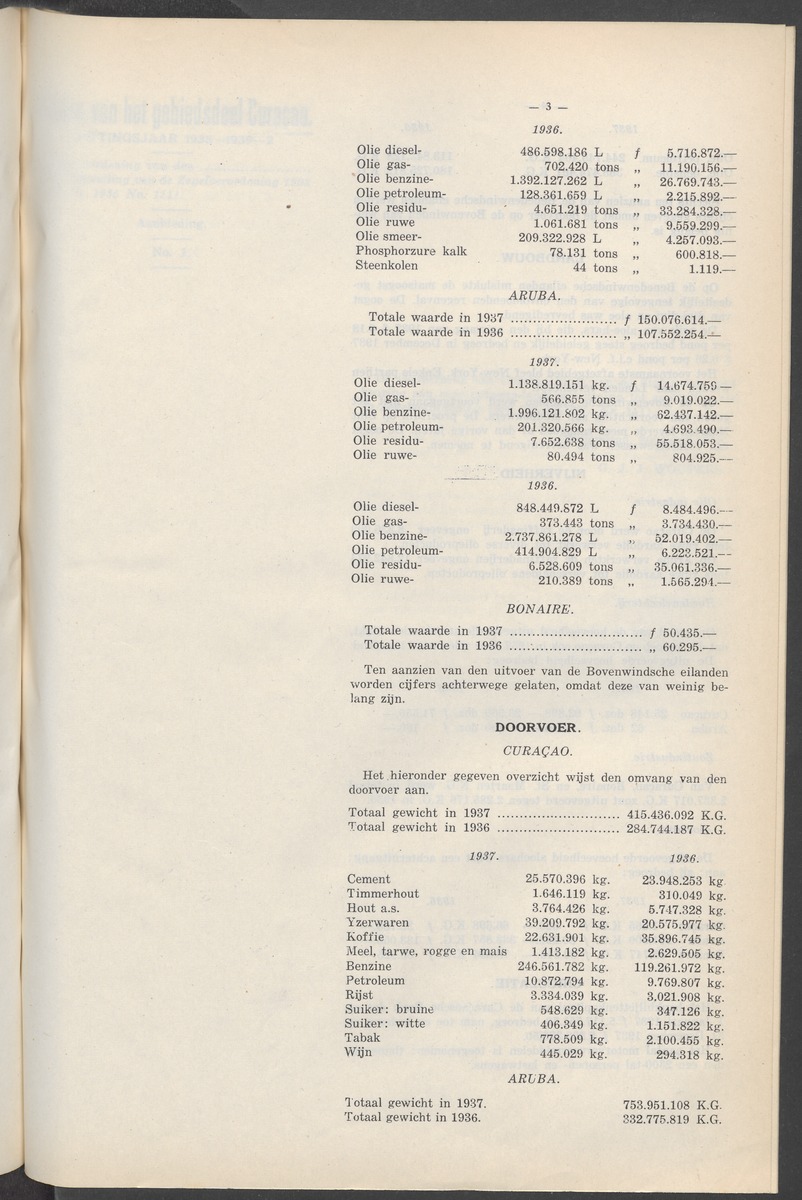 — 3 —
1936.
Olie diesel- 486.598.186 L f 5.716.872.—
Olie gas- 702.420 tons „ 11.190.156.—
Olie benzine- 1.392.127.262 L „ 26.769.743.—
Olie petroleum- 128.361.659 L „ 2.215.892.—
Olie residu- 4.651.219 tons „ 33.284.328.—
Olie ruwe 1.061.681 tons „ 9.559.299.—
Olie smeer- 209.322.928 L „ 4.257.093.—
Phosphorzure kalk 78.131 tons „ 600.818.—
Steenkolen 44 tons „ 1.119.—
ARUBA.
Totale waarde in 1937 ........................ f 150.076.614.—
Totale waarde in 1936 ........................ „ 107.552.254.—
1937.
Olie diesel- 1.138.819.151 kg. f 14.674.759 —
Olie gas- 566.855 tons „ 9.019.022.—
Olie benzine- 1.996.121.802 kg. „ 62.437.142.—
Olie petroleum- 201.320.566 kg. „ 4.693.490.—
Olie residu- 7.652.638 tons „ 55.518.053.—
Olie ruwe- 80.494 tons „ 804.925.—
1936.
Olie diesel- 848.449.872 L f 8.484.496.—
Olie gas- 373.443 tons „ 3.734.430.—
Olie benzine- 2.737.861.278 L „ 52.019.402.—
Olie petroleum- 414.904.829 L „ 6.223.521.—
Olie residu- 6.528.609 tons „ 35.061.336.—
Olie ruwe- 210.389 tons „ 1.565.294.—
BONAIRE.
Totale waarde in 1937 .............................. f 50.435.—
Totale waarde in 1936 .............................. „ 60.295.—
Ten aanzien van den uitvoer van de Bovenwindsche eilanden
worden cijfers achterwege gelaten, omdat deze van weinig be-
lang zijn.
DOORVOER.
CURAÇAO.
Het hieronder gegeven overzicht wijst den omvang van den
doorvoer aan.
Totaal gewicht in 1937 ............................ 415.436.092 K.G.
Totaal gewicht in 1936 ............................ 284.744.187 K.G.
1937. 1936.
Cement 25.570.396 kg. 23.948.253 kg.
Timmerhout 1.646.119 kg. 310.049 kg.
Hout a.s. 3.764.426 kg. 5.747.328 kg.
Yzerwaren 39.209.792 kg. 20.575.977 kg.
Koffie 22.631.901 kg. 35.896.745 kg.
Meel, tarwe, rogge en mais 1.413.182 kg. 2.629.505 kg.
Benzine 246.561.782 kg. 119.261.972 kg.
Petroleum 10.872.794 kg. 9.769.807 kg.
Rijst 3.334.039 kg. 3.021.908 kg.
Suiker: bruine 548.629 kg. 347.126 kg.
Suiker: witte 406.349 kg. 1.151.822 kg.
Tabak 778.509 kg. 2.100.455 kg.
Wijn 445.029 kg. 294.318 kg.
ARUBA.
Totaal gewicht in 1937. 753.951.108 K.G.
Totaal gewicht in 1936. 332.775.819 K.G.